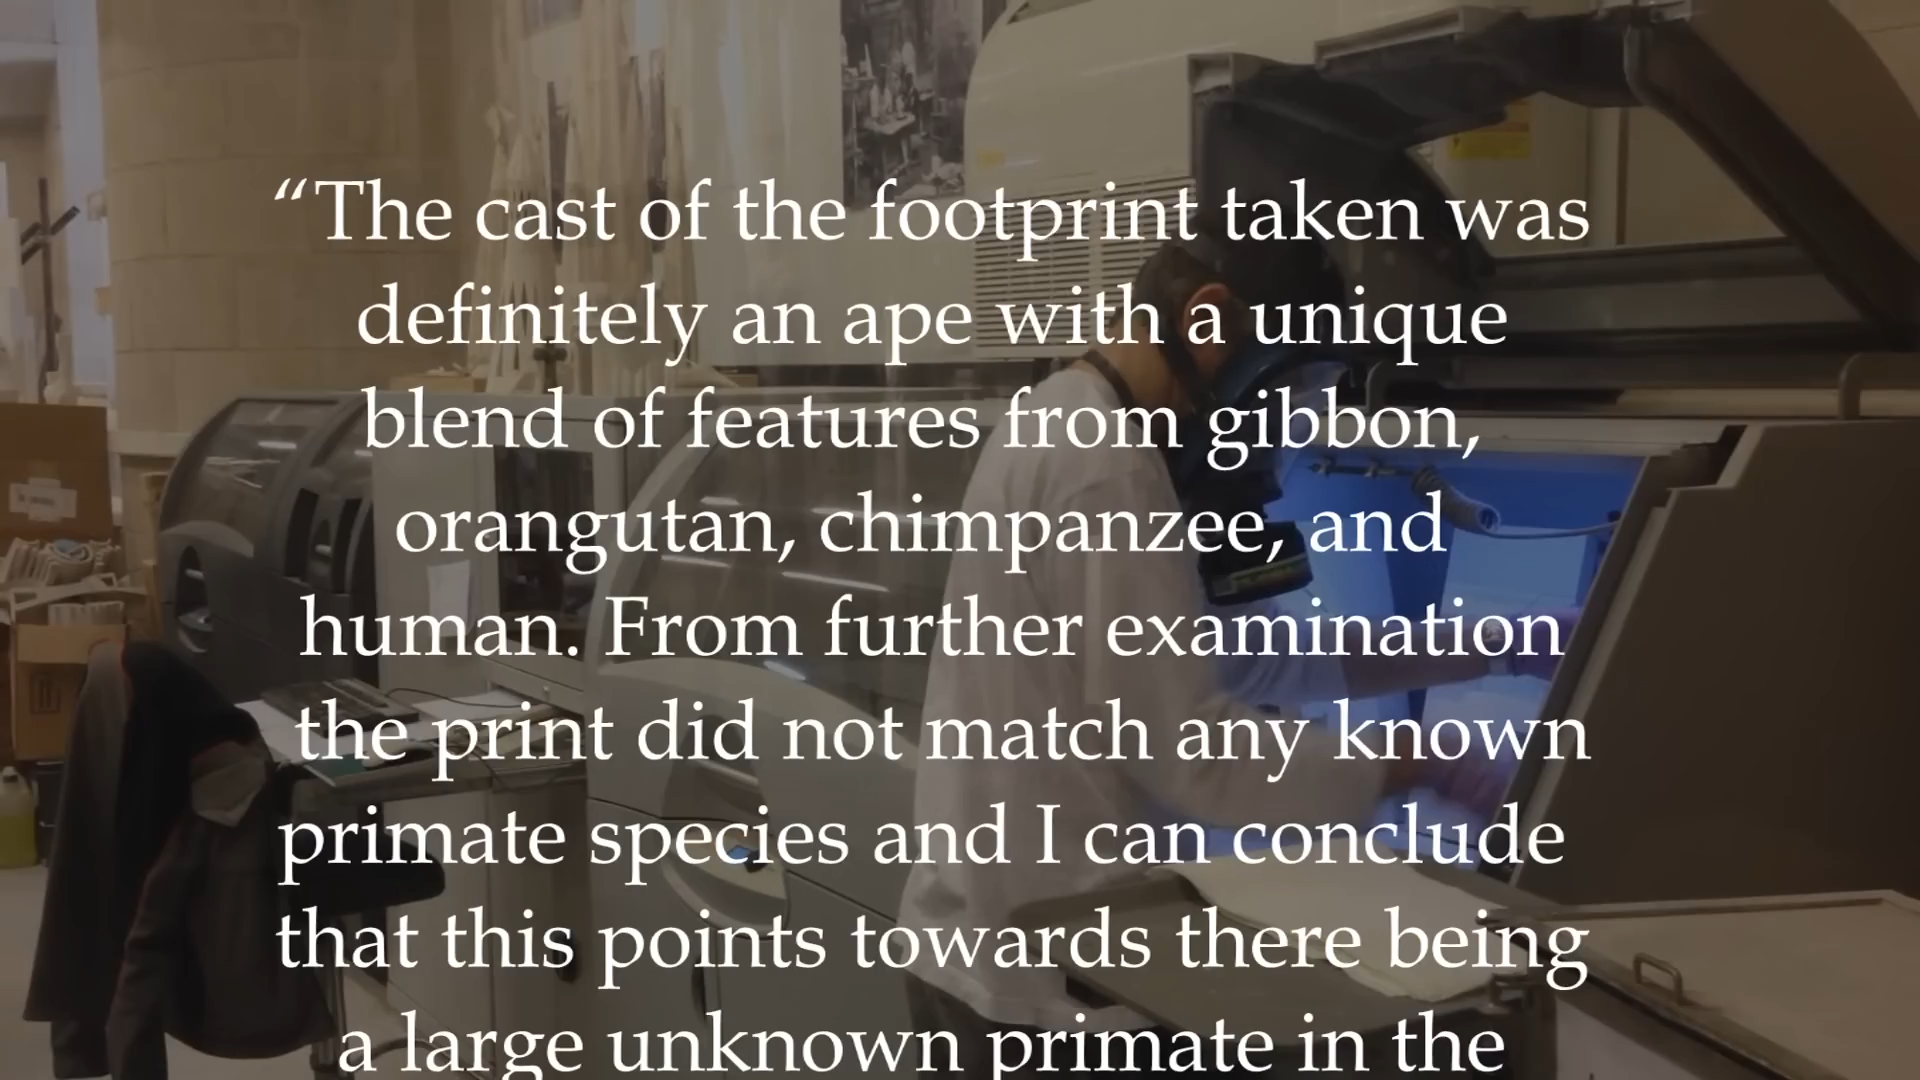 “The cast of the footprint taken was
definitely an ape with a unique
blend of features from gibbon,
orangutan, chimpanzee, and
human. From further examination
the print did not match any known
primate species and I can conclude
that this points towards there being
a large unknown primate in the